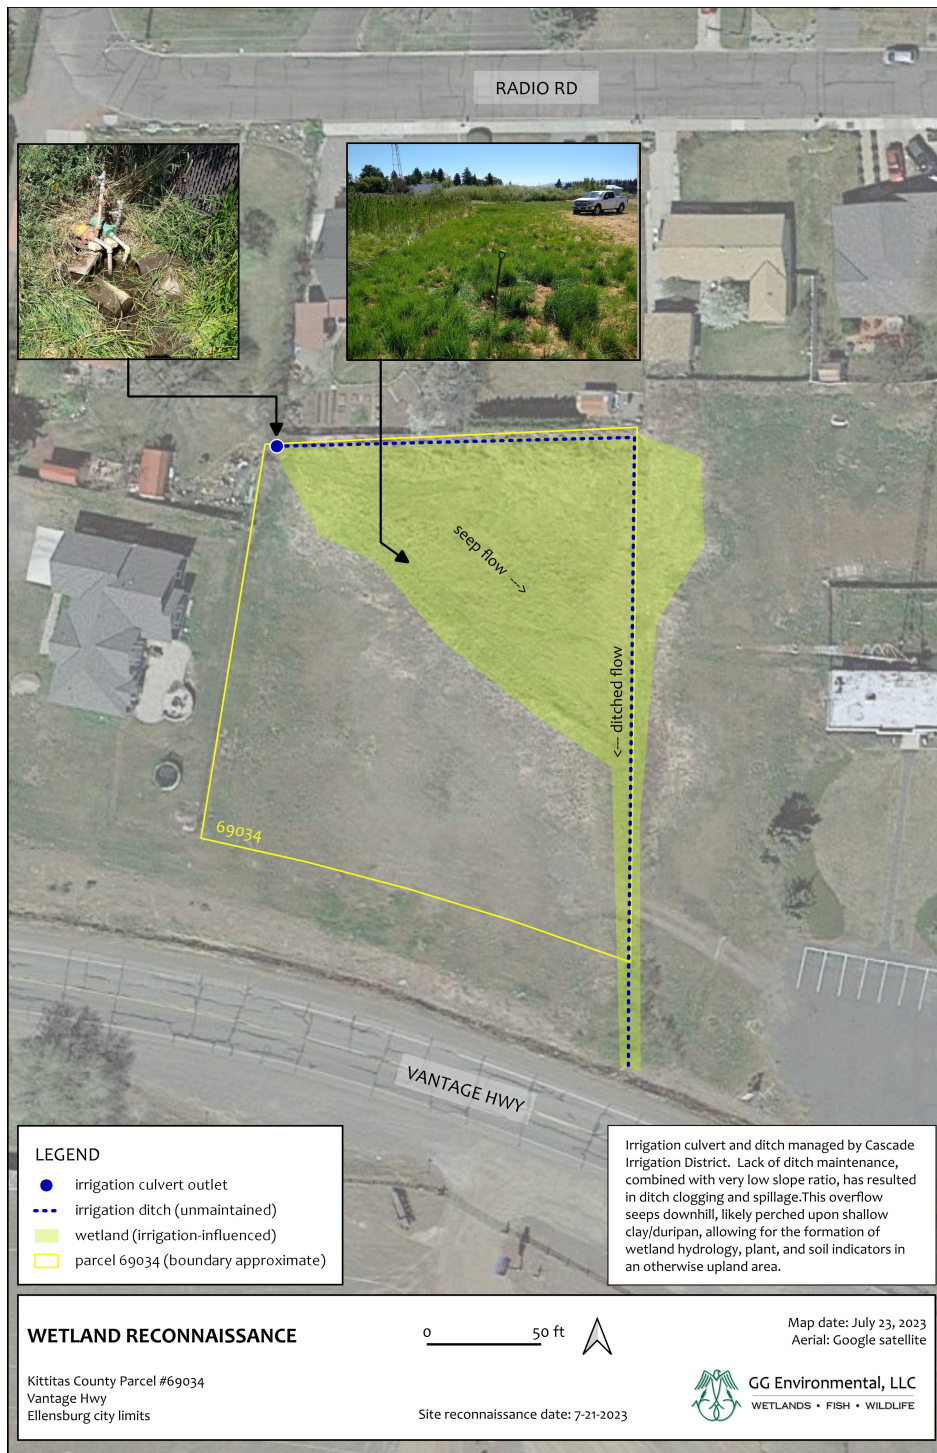 RADIO RD
seep flow --->
<--- ditched flow
69034
VANTAGE HWY
LEGEND
irrigation culvert outlet
irrigation ditch (unmaintained)
wetland (irrigation-influenced)
parcel 69034 (boundary approximate)
Irrigation culvert and ditch managed by Cascade
Irrigation District.  Lack of ditch maintenance,
combined with very low slope ratio, has resulted
in ditch clogging and spillage.This overflow
seeps downhill, likely perched upon shallow
clay/duripan, allowing for the formation of
wetland hydrology, plant, and soil indicators in
an otherwise upland area.
WETLAND RECONNAISSANCE
Kittitas County Parcel #69034
Vantage Hwy
Ellensburg city limits
0 50 ft
Site reconnaissance date: 7-21-2023
Map date: July 23, 2023
Aerial: Google satellite
GG Environmental, LLC
WETLANDS • FISH • WILDLIFE